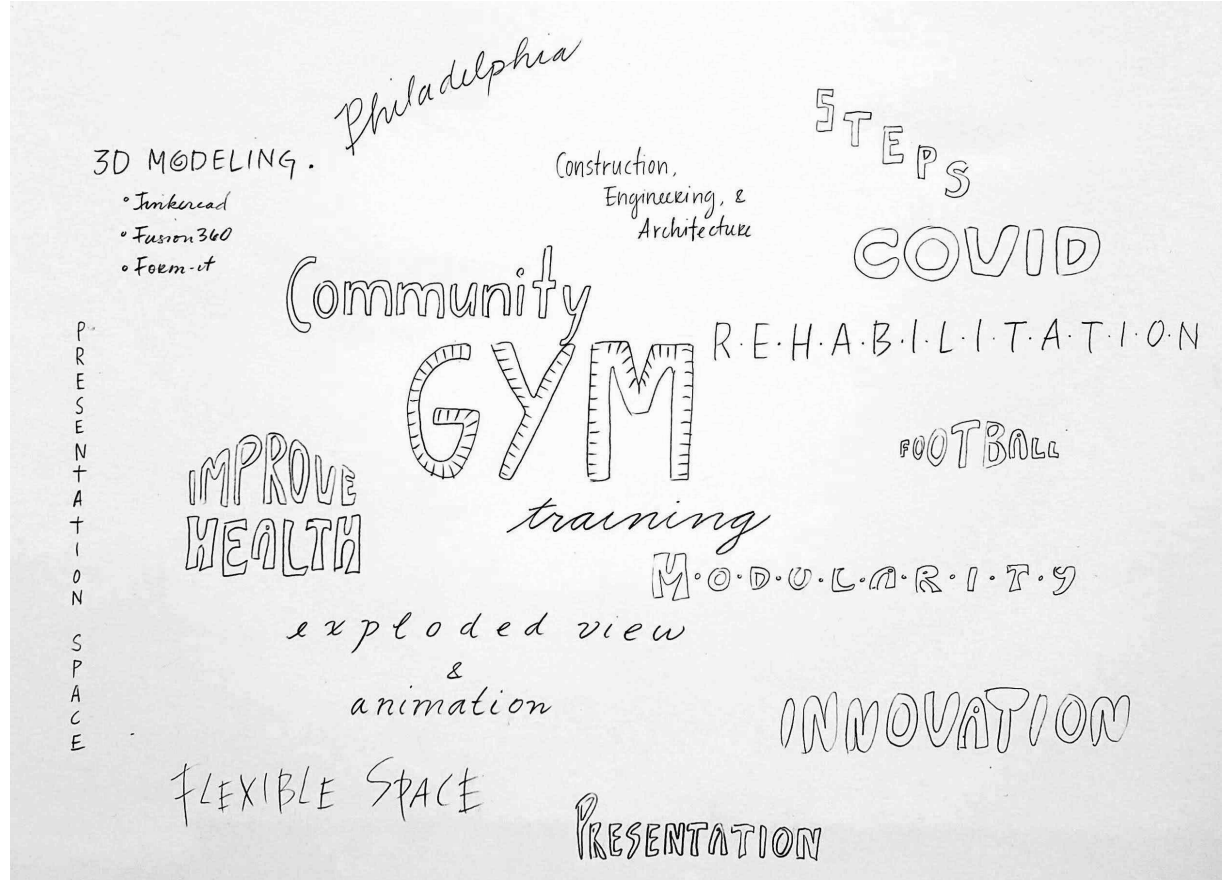 Philadelphia
STEPS
3D MODELING.
Construction,
Engineering, &
Architecture
• Tinkercad
• Fusion360
• Form-it
COVID
Community
R·E·H·A·B·I·L·I·T·A·T·I·O·N
GYM
PRESENTATION SPACE
FOOTBALL
IMPROVE
HEALTH
training
M·O·D·U·L·A·R·I·T·Y
exploded view
&
animation
INNOVATION
FLEXIBLE SPACE
PRESENTATION